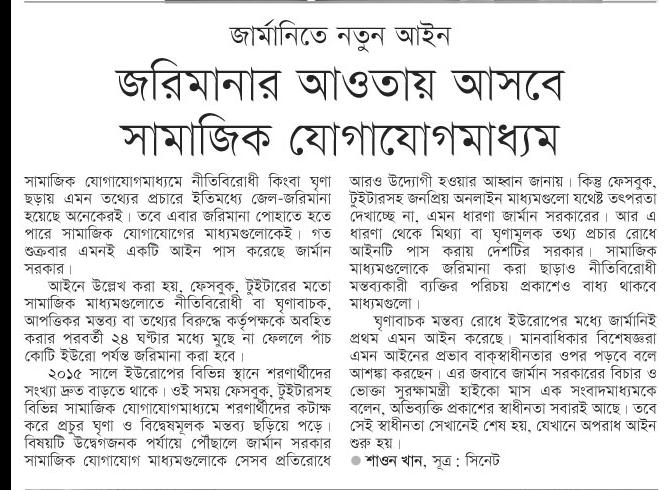 জার্মানিতে নতুন আইন
জরিমানার আওতায় আসবে
সামাজিক যোগাযোগমাধ্যম
সামাজিক যোগাযোগমাধ্যমে নীতিবিরোধী কিংবা ঘৃণা
ছড়ায় এমন তথ্যের প্রচারে ইতিমধ্যে জেল-জরিমানা
হয়েছে অনেকেরই। তবে এবার জরিমানা পোহাতে হতে
পারে সামাজিক যোগাযোগের মাধ্যমগুলোকেই। গত
শুক্রবার এমনই একটি আইন পাস করেছে জার্মান
সরকার।
আইনে উল্লেখ করা হয়, ফেসবুক, টুইটারের মতো
সামাজিক মাধ্যমগুলোতে নীতিবিরোধী বা ঘৃণাবাচক,
আপত্তিকর মন্তব্য বা তথ্যের বিরুদ্ধে কর্তৃপক্ষকে অবহিত
করার পরবর্তী ২৪ ঘণ্টার মধ্যে মুছে না ফেললে পাঁচ
কোটি ইউরো পর্যন্ত জরিমানা করা হবে।
২০১৫ সালে ইউরোপের বিভিন্ন স্থানে শরণার্থীদের
সংখ্যা দ্রুত বাড়তে থাকে। ওই সময় ফেসবুক, টুইটারসহ
বিভিন্ন সামাজিক যোগাযোগমাধ্যমে শরণার্থীদের কটাক্ষ
করে প্রচুর ঘৃণা ও বিদ্বেষমূলক মন্তব্য ছড়িয়ে পড়ে।
বিষয়টি উদ্বেগজনক পর্যায়ে পৌঁছালে জার্মান সরকার
সামাজিক যোগাযোগ মাধ্যমগুলোকে সেসব প্রতিরোধে
আরও উদ্যোগী হওয়ার আহ্বান জানায়। কিন্তু ফেসবুক,
টুইটারসহ জনপ্রিয় অনলাইন মাধ্যমগুলো যথেষ্ট তৎপরতা
দেখাচ্ছে না, এমন ধারণা জার্মান সরকারের। আর এ
ধারণা থেকে মিথ্যা বা ঘৃণামূলক তথ্য প্রচার রোধে
আইনটি পাস করায় দেশটির সরকার। সামাজিক
মাধ্যমগুলোকে জরিমানা করা ছাড়াও নীতিবিরোধী
মন্তব্যকারী ব্যক্তির পরিচয় প্রকাশেও বাধ্য থাকবে
মাধ্যমগুলো।
ঘৃণাবাচক মন্তব্য রোধে ইউরোপের মধ্যে জার্মানিই
প্রথম এমন আইন করেছে। মানবাধিকার বিশেষজ্ঞরা
এমন আইনের প্রভাব বাক্‌স্বাধীনতার ওপর পড়বে বলে
আশঙ্কা করছেন। এর জবাবে জার্মান সরকারের বিচার ও
ভোক্তা সুরক্ষামন্ত্রী হাইকো মাস এক সংবাদমাধ্যমকে
বলেন, অভিব্যক্তি প্রকাশের স্বাধীনতা সবারই আছে। তবে
সেই স্বাধীনতা সেখানেই শেষ হয়, যেখানে অপরাধ আইন
শুরু হয়।
● শাওন খান, সূত্র : সিনেট